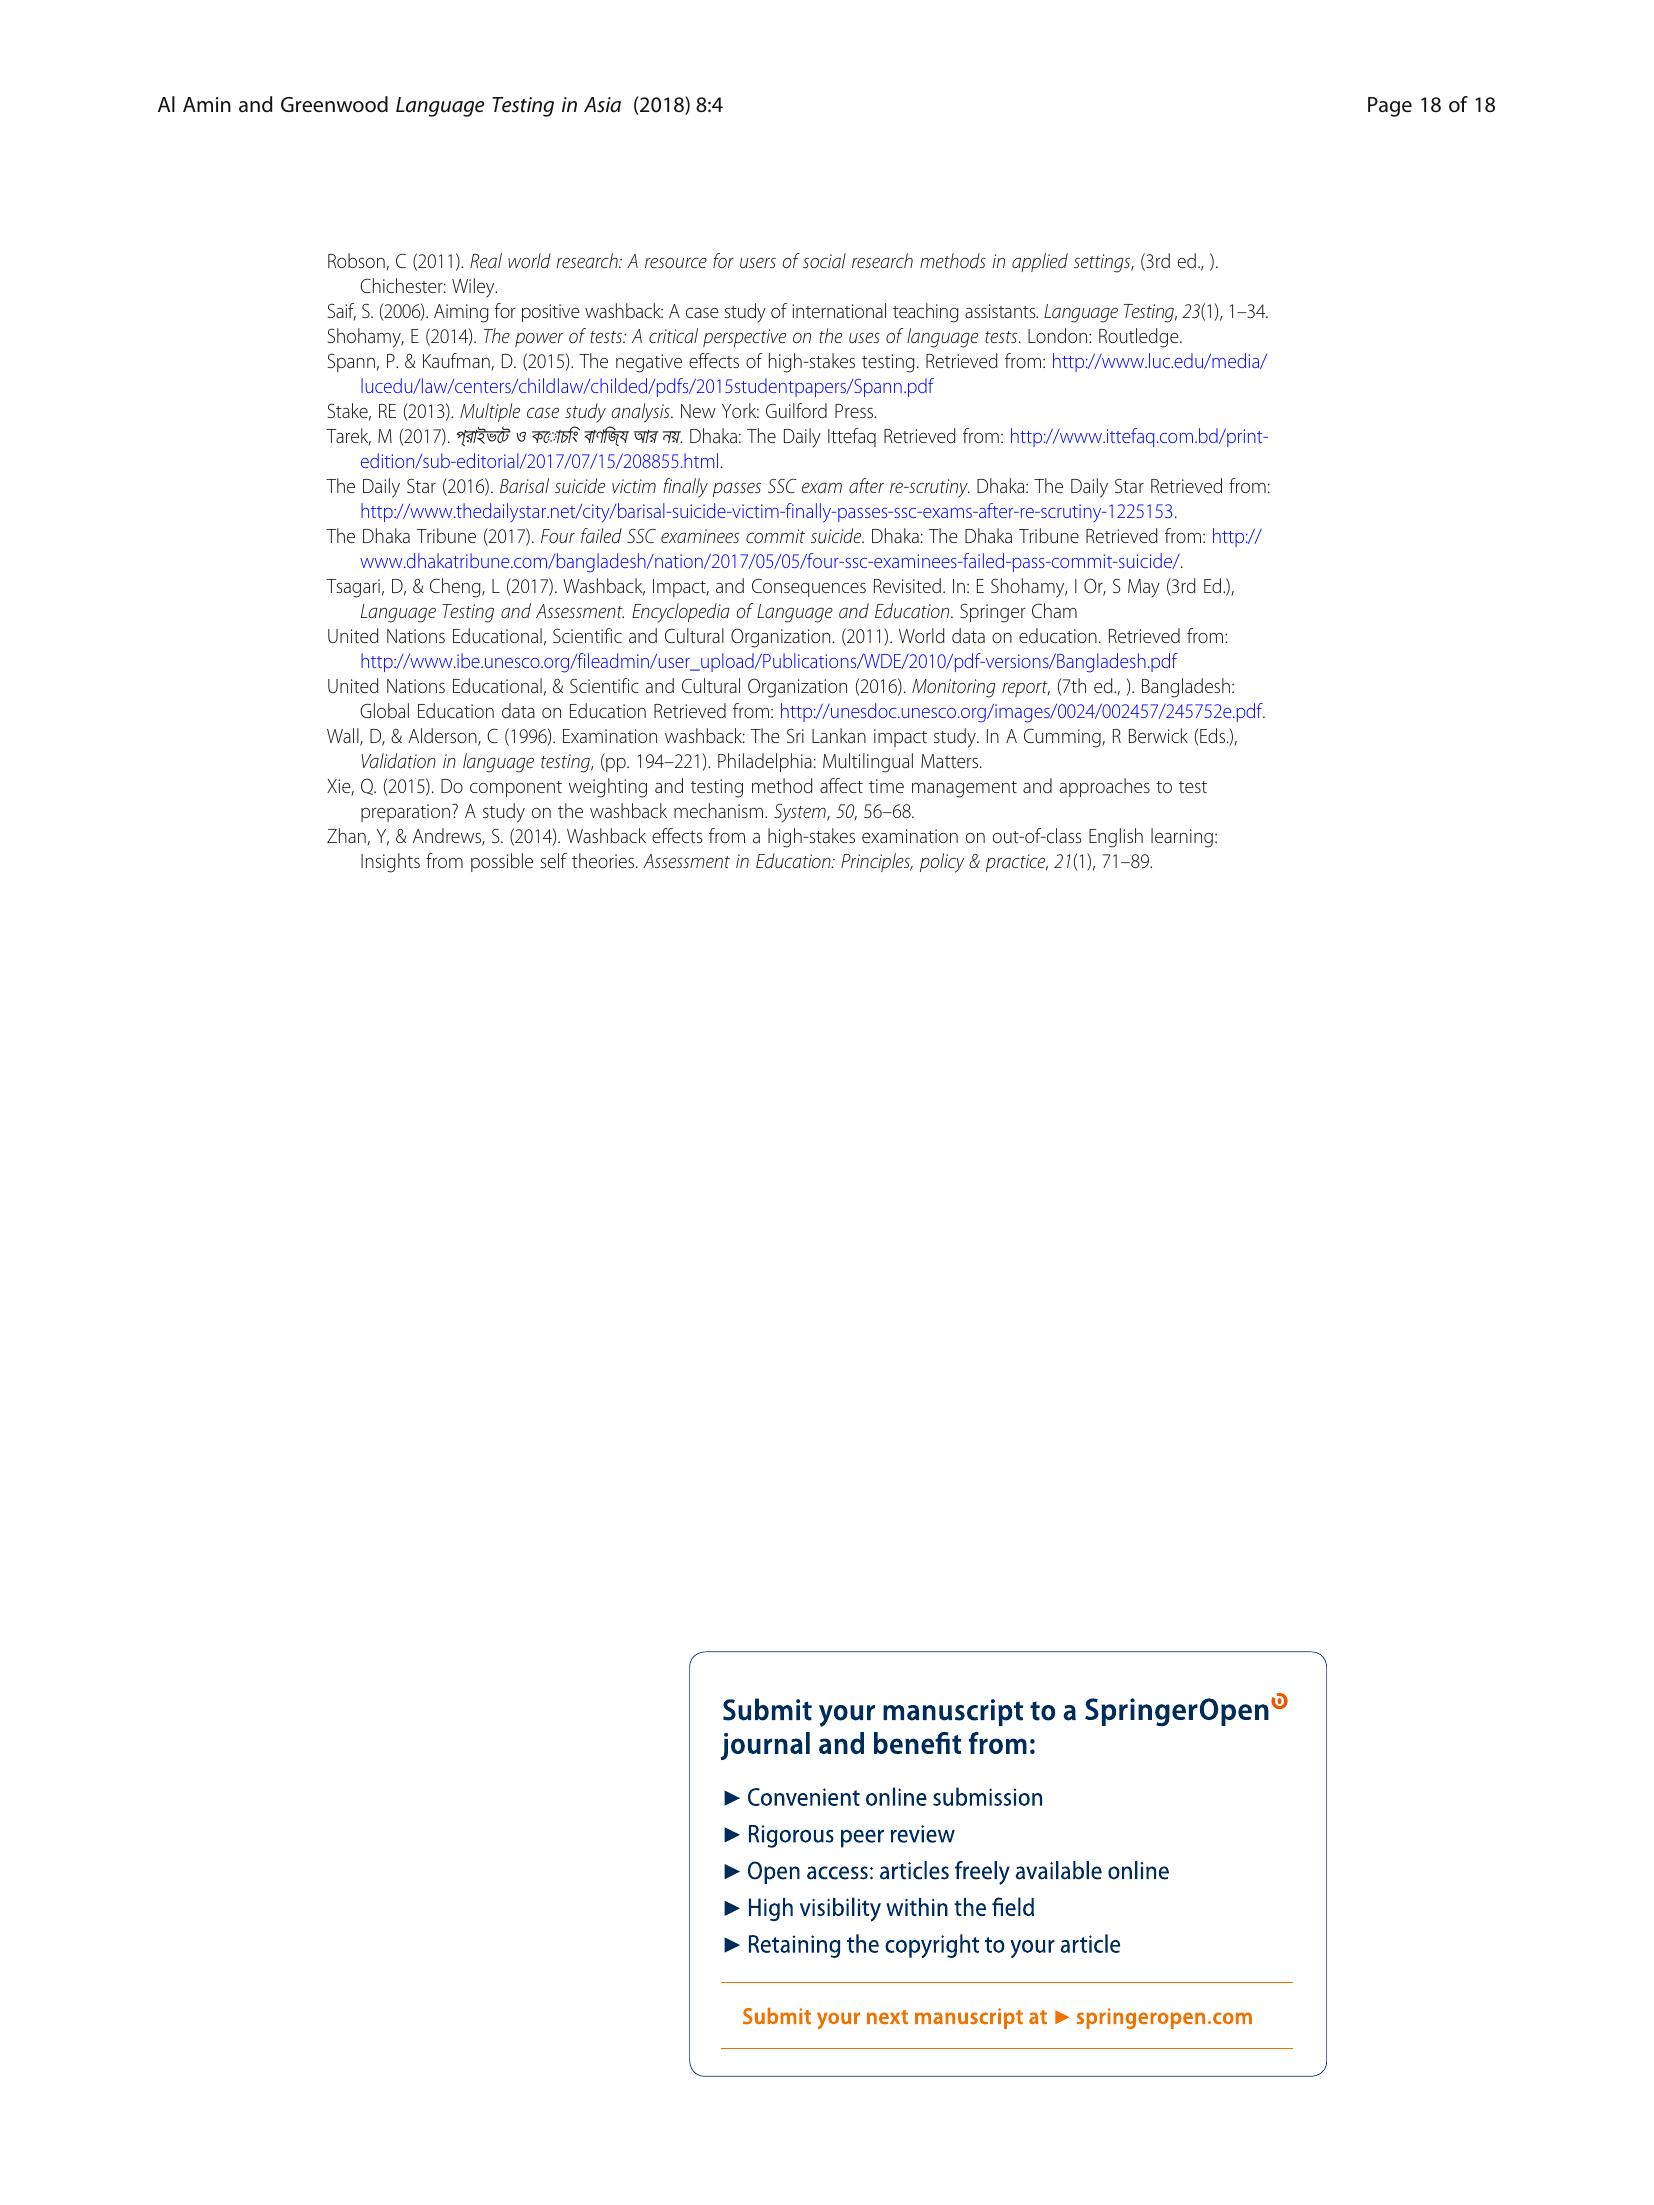 Al Amin and Greenwood Language Testing in Asia (2018) 8:4
Page 18 of 18
Robson, C (2011). Real world research: A resource for users of social research methods in applied settings, (3rd ed., ).
Chichester: Wiley.
Saif, S. (2006). Aiming for positive washback: A case study of international teaching assistants. Language Testing, 23(1), 1–34.
Shohamy, E (2014). The power of tests: A critical perspective on the uses of language tests. London: Routledge.
Spann, P. & Kaufman, D. (2015). The negative effects of high-stakes testing. Retrieved from: http://www.luc.edu/media/
lucedu/law/centers/childlaw/childed/pdfs/2015studentpapers/Spann.pdf
Stake, RE (2013). Multiple case study analysis. New York: Guilford Press.
Tarek, M (2017). প্রাইভেট ও কোচিং বাণিজ্য আর নয়. Dhaka: The Daily Ittefaq Retrieved from: http://www.ittefaq.com.bd/print-
edition/sub-editorial/2017/07/15/208855.html.
The Daily Star (2016). Barisal suicide victim finally passes SSC exam after re-scrutiny. Dhaka: The Daily Star Retrieved from:
http://www.thedailystar.net/city/barisal-suicide-victim-finally-passes-ssc-exams-after-re-scrutiny-1225153.
The Dhaka Tribune (2017). Four failed SSC examinees commit suicide. Dhaka: The Dhaka Tribune Retrieved from: http://
www.dhakatribune.com/bangladesh/nation/2017/05/05/four-ssc-examinees-failed-pass-commit-suicide/.
Tsagari, D, & Cheng, L (2017). Washback, Impact, and Consequences Revisited. In: E Shohamy, I Or, S May (3rd Ed.),
Language Testing and Assessment. Encyclopedia of Language and Education. Springer Cham
United Nations Educational, Scientific and Cultural Organization. (2011). World data on education. Retrieved from:
http://www.ibe.unesco.org/fileadmin/user_upload/Publications/WDE/2010/pdf-versions/Bangladesh.pdf
United Nations Educational, & Scientific and Cultural Organization (2016). Monitoring report, (7th ed., ). Bangladesh:
Global Education data on Education Retrieved from: http://unesdoc.unesco.org/images/0024/002457/245752e.pdf.
Wall, D, & Alderson, C (1996). Examination washback: The Sri Lankan impact study. In A Cumming, R Berwick (Eds.),
Validation in language testing, (pp. 194–221). Philadelphia: Multilingual Matters.
Xie, Q. (2015). Do component weighting and testing method affect time management and approaches to test
preparation? A study on the washback mechanism. System, 50, 56–68.
Zhan, Y, & Andrews, S. (2014). Washback effects from a high-stakes examination on out-of-class English learning:
Insights from possible self theories. Assessment in Education: Principles, policy & practice, 21(1), 71–89.
Submit your manuscript to a SpringerOpen
journal and benefit from:
► Convenient online submission
► Rigorous peer review
► Open access: articles freely available online
► High visibility within the field
► Retaining the copyright to your article
Submit your next manuscript at ► springeropen.com